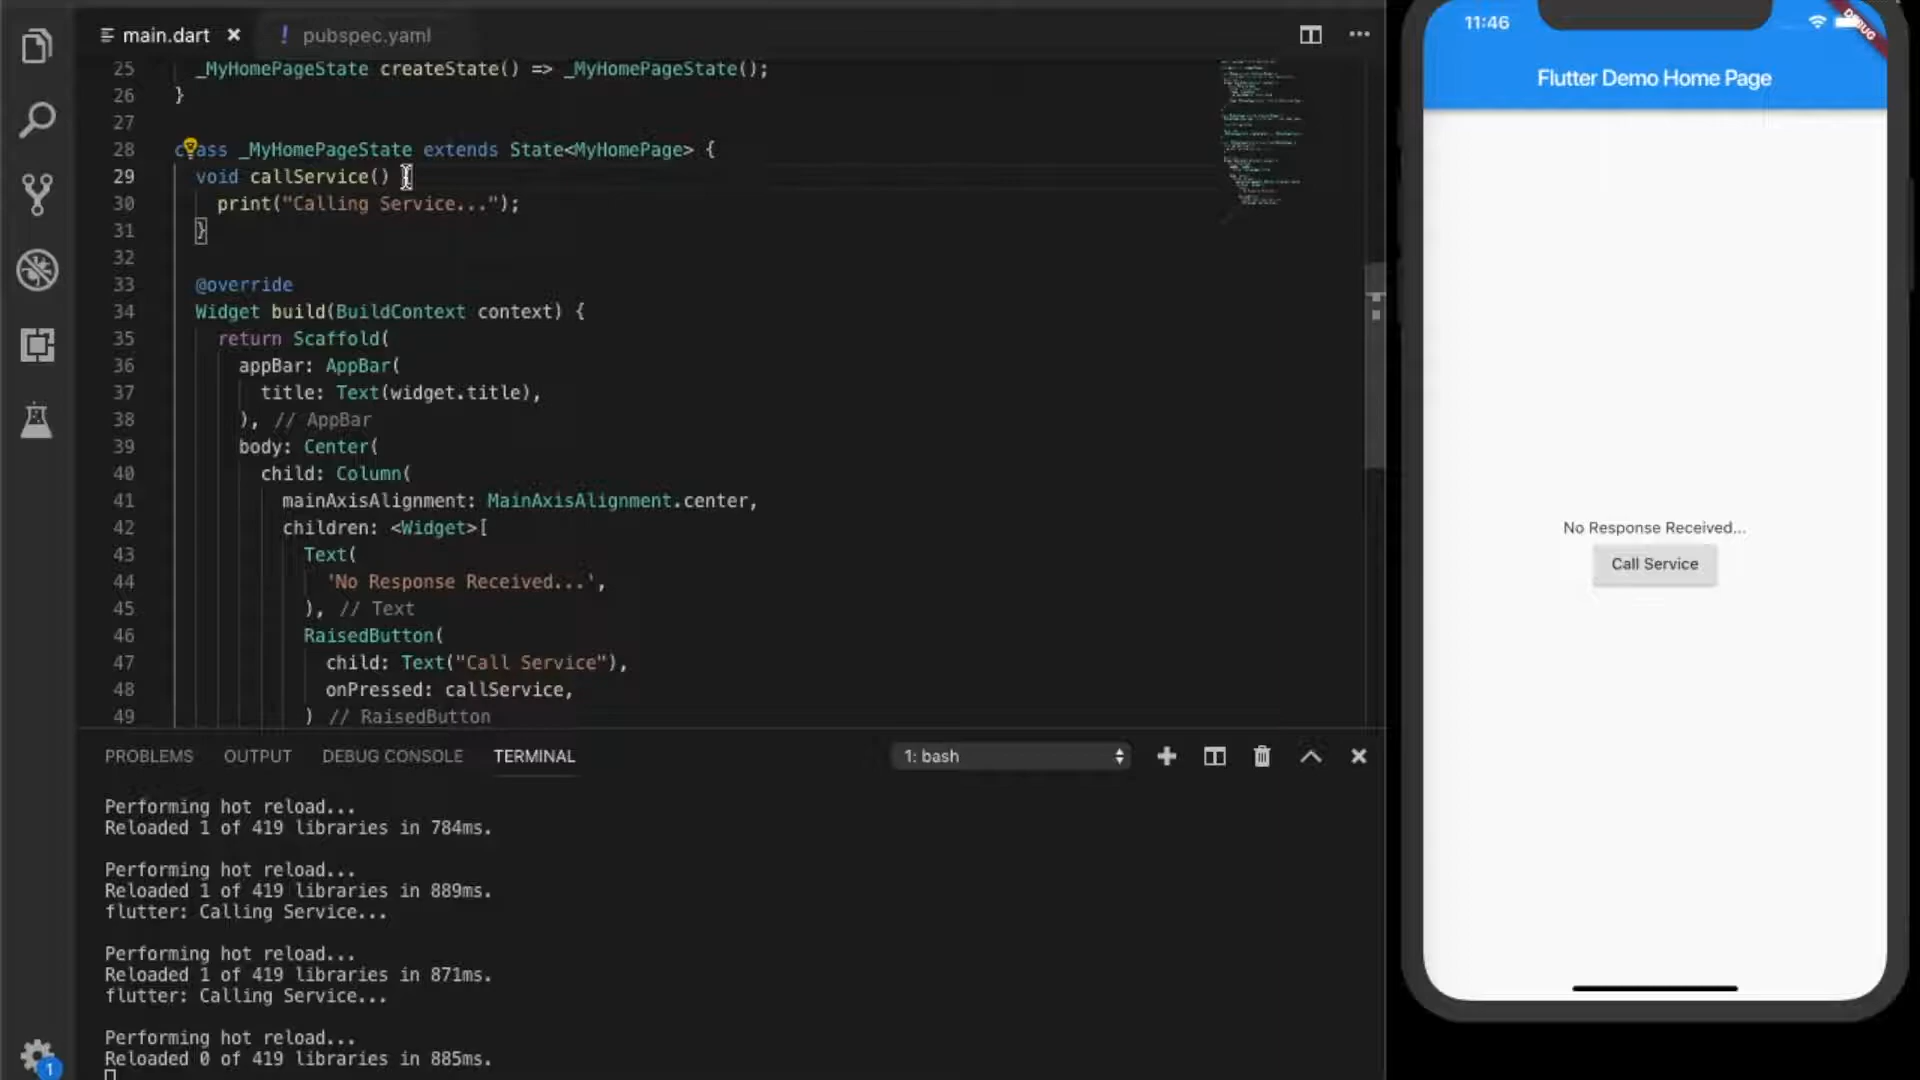 main.dart
pubspec.yaml
25 _MyHomePageState createState() => _MyHomePageState();
26 }
27
28 class _MyHomePageState extends State<MyHomePage> {
29 void callService() {
30 print("Calling Service...");
31 }
32
33 @override
34 Widget build(BuildContext context) {
35 return Scaffold(
36 appBar: AppBar(
37 title: Text(widget.title),
38 ), // AppBar
39 body: Center(
40 child: Column(
41 mainAxisAlignment: MainAxisAlignment.center,
42 children: <Widget>[
43 Text(
44 'No Response Received...',
45 ), // Text
46 RaisedButton(
47 child: Text("Call Service"),
48 onPressed: callService,
49 ) // RaisedButton
PROBLEMS OUTPUT DEBUG CONSOLE TERMINAL 1: bash
Performing hot reload...
Reloaded 1 of 419 libraries in 784ms.
Performing hot reload...
Reloaded 1 of 419 libraries in 889ms.
flutter: Calling Service...
Performing hot reload...
Reloaded 1 of 419 libraries in 871ms.
flutter: Calling Service...
Performing hot reload...
Reloaded 0 of 419 libraries in 885ms.
1
11:46
DEBUG
Flutter Demo Home Page
No Response Received...
Call Service